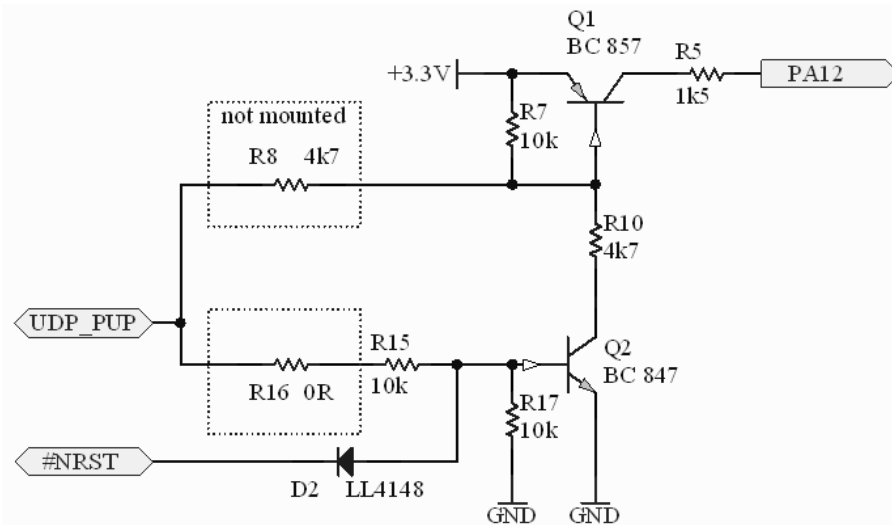 Q1
BC 857
+3.3V
R5
1k5
PA12
R7
10k
not mounted
R8 4k7
R10
4k7
UDP_PUP
R16 0R
R15
10k
Q2
BC 847
R17
10k
#NRST
D2 LL4148
GND
GND